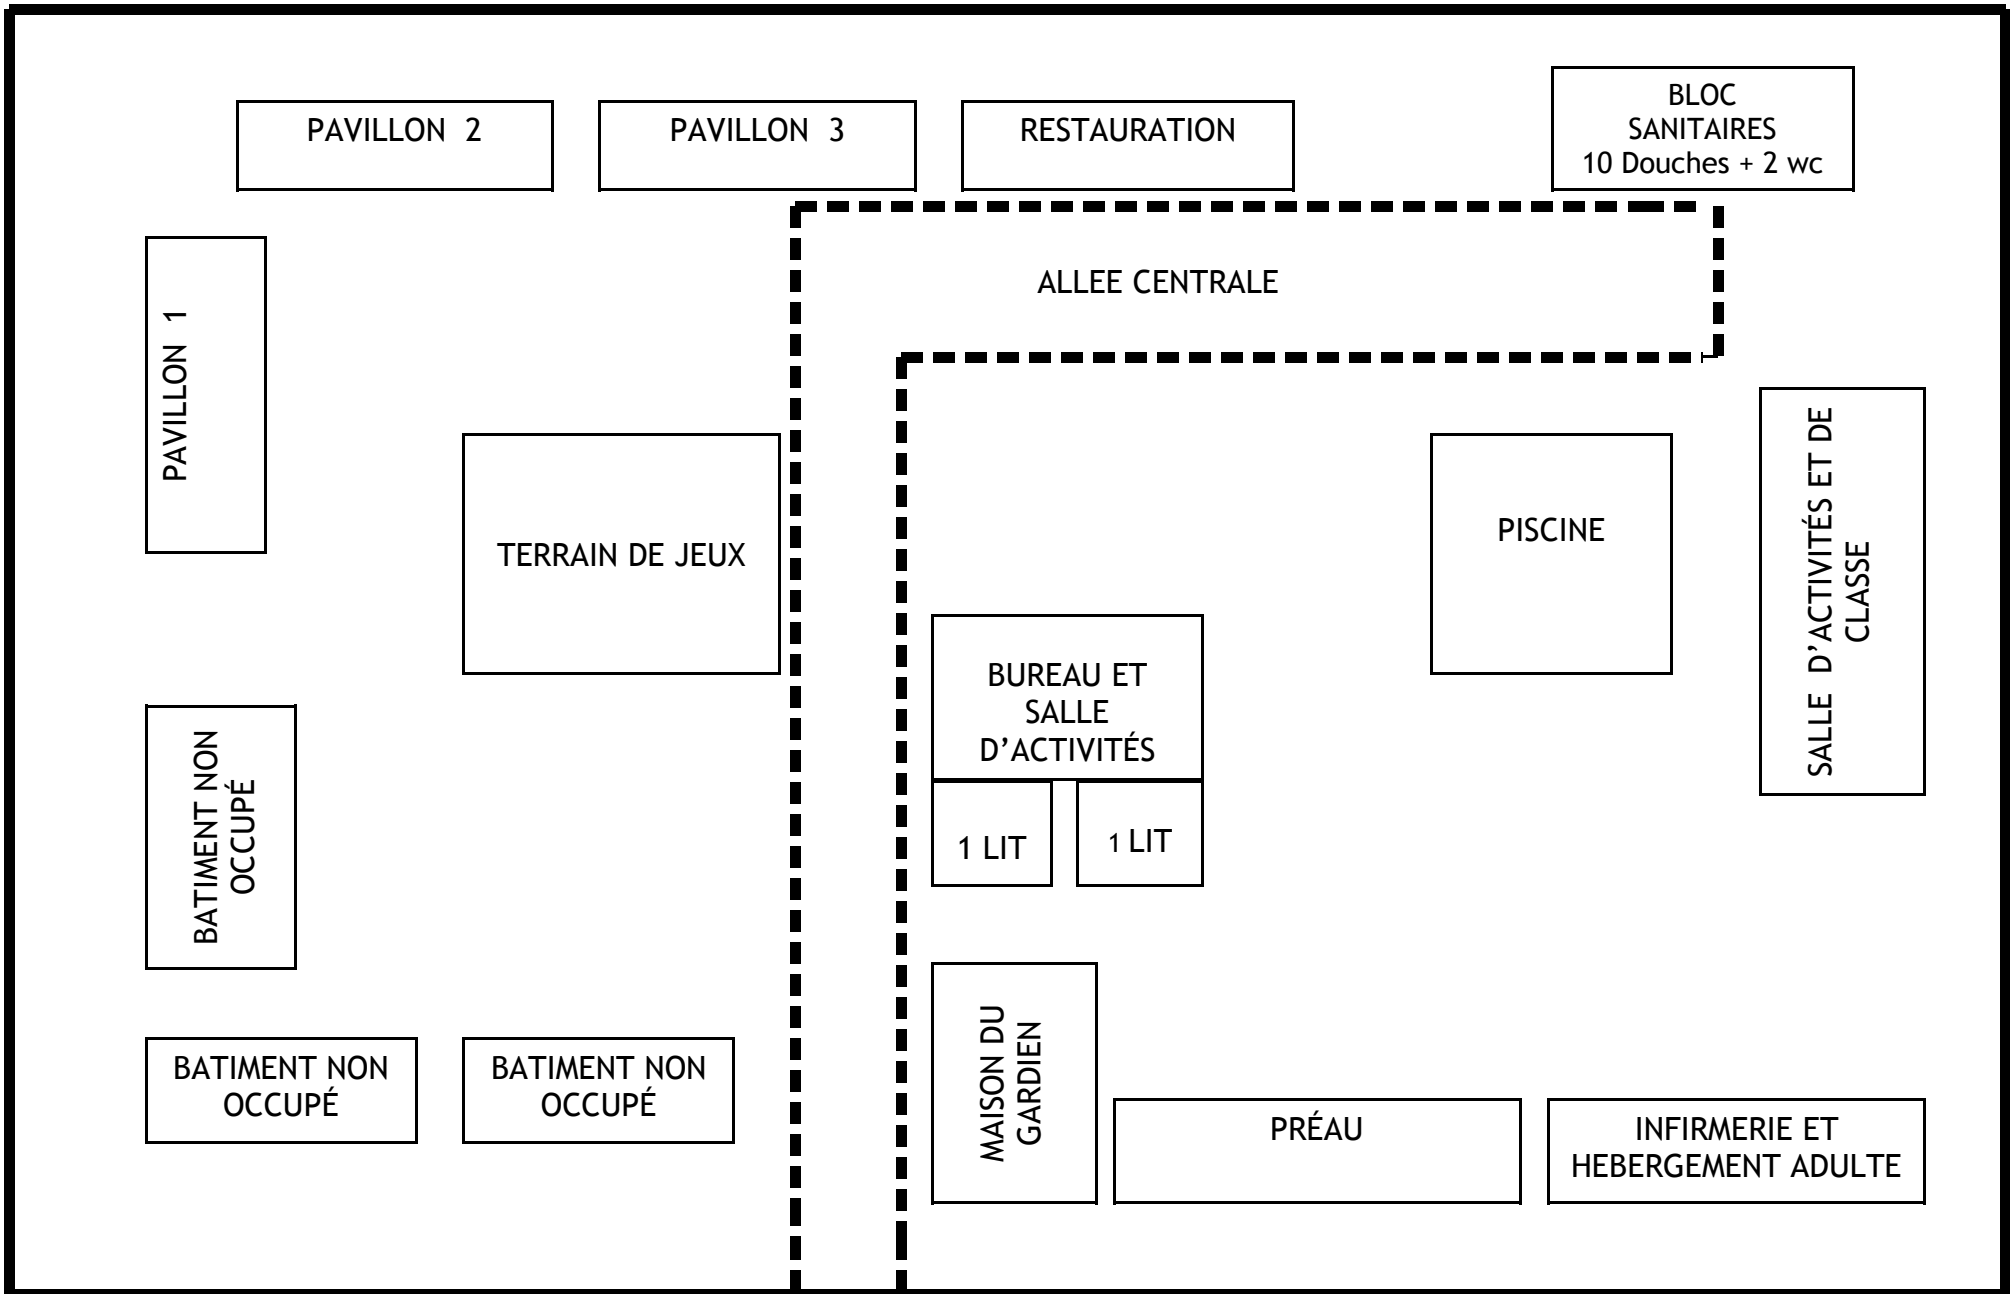 PAVILLON 2
PAVILLON 3
RESTAURATION
BLOC
SANITAIRES
10 Douches + 2 wc
ALLEE CENTRALE
PAVILLON 1
TERRAIN DE JEUX
PISCINE
SALLE D’ACTIVITÉS ET DE
CLASSE
BUREAU ET
SALLE
D’ACTIVITÉS
1 LIT
1 LIT
BATIMENT NON
OCCUPÉ
BATIMENT NON
OCCUPÉ
BATIMENT NON
OCCUPÉ
MAISON DU
GARDIEN
PRÉAU
INFIRMERIE ET
HEBERGEMENT ADULTE